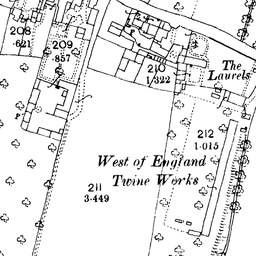 208
.621
209
.857
210
1.322
The
Laurels
212
1.015
West of England
Twine Works
211
3.449
P